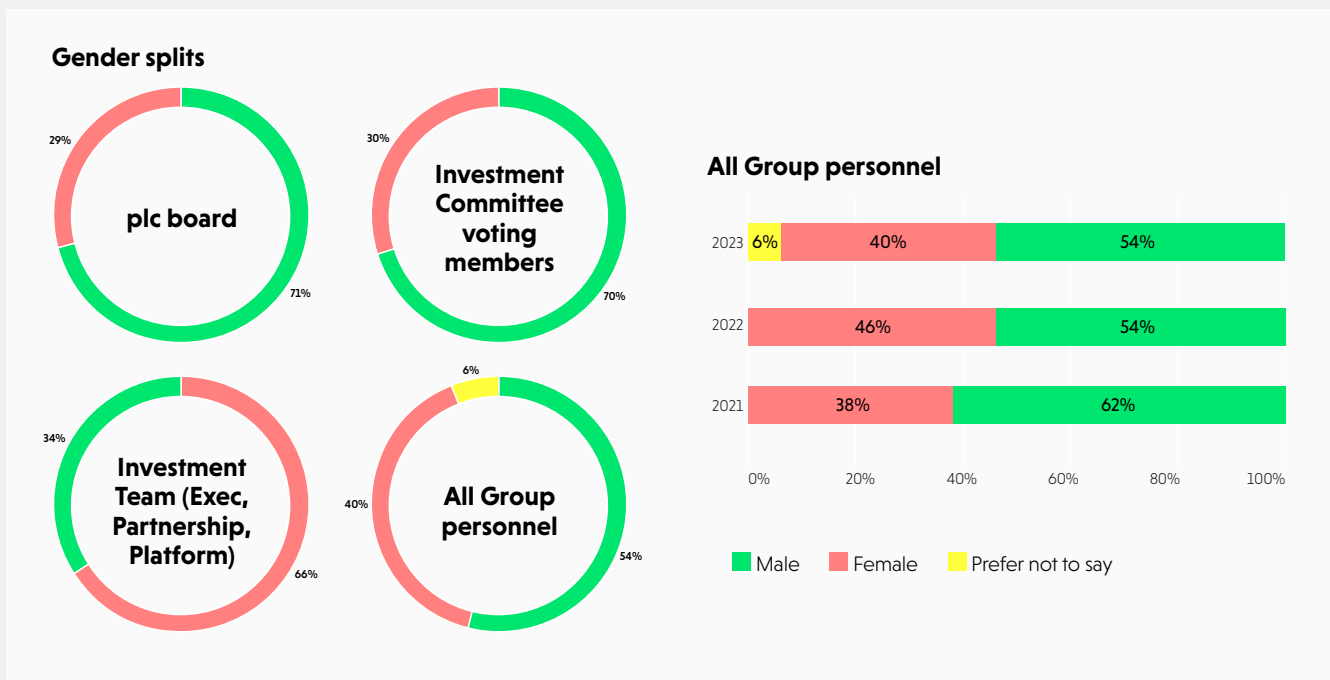 Gender splits
29%
plc board
71%
30%
Investment
Committee
voting
members
70%
34%
Investment
Team (Exec,
Partnership,
Platform)
66%
6%
40%
All Group
personnel
54%
All Group personnel
2023 6% 40% 54%
2022 46% 54%
2021 38% 62%
0% 20% 40% 60% 80% 100%
Male Female Prefer not to say